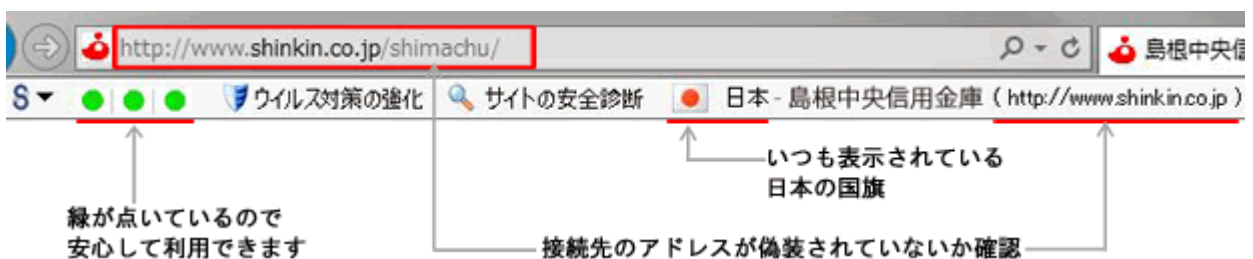 http://www.shinkin.co.jp/shimachu/
島根中央信
S ウイルス対策の強化 サイトの安全診断 日本 - 島根中央信用金庫 ( http://www.shinkin.co.jp )
いつも表示されている
日本の国旗
緑が点いているので
安心して利用できます
接続先のアドレスが偽装されていないか確認